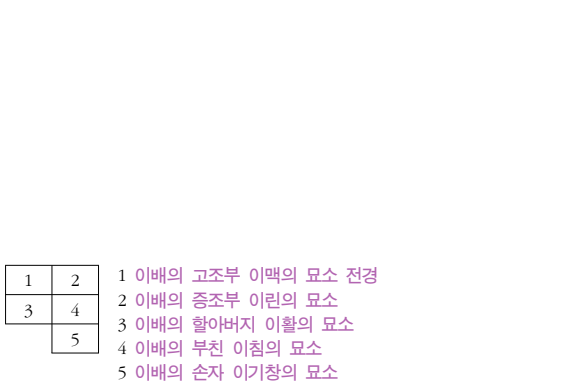 1 2
3 4
5
1 이배의 고조부 이맥의 묘소 전경
2 이배의 증조부 이린의 묘소
3 이배의 할아버지 이활의 묘소
4 이배의 부친 이침의 묘소
5 이배의 손자 이기창의 묘소